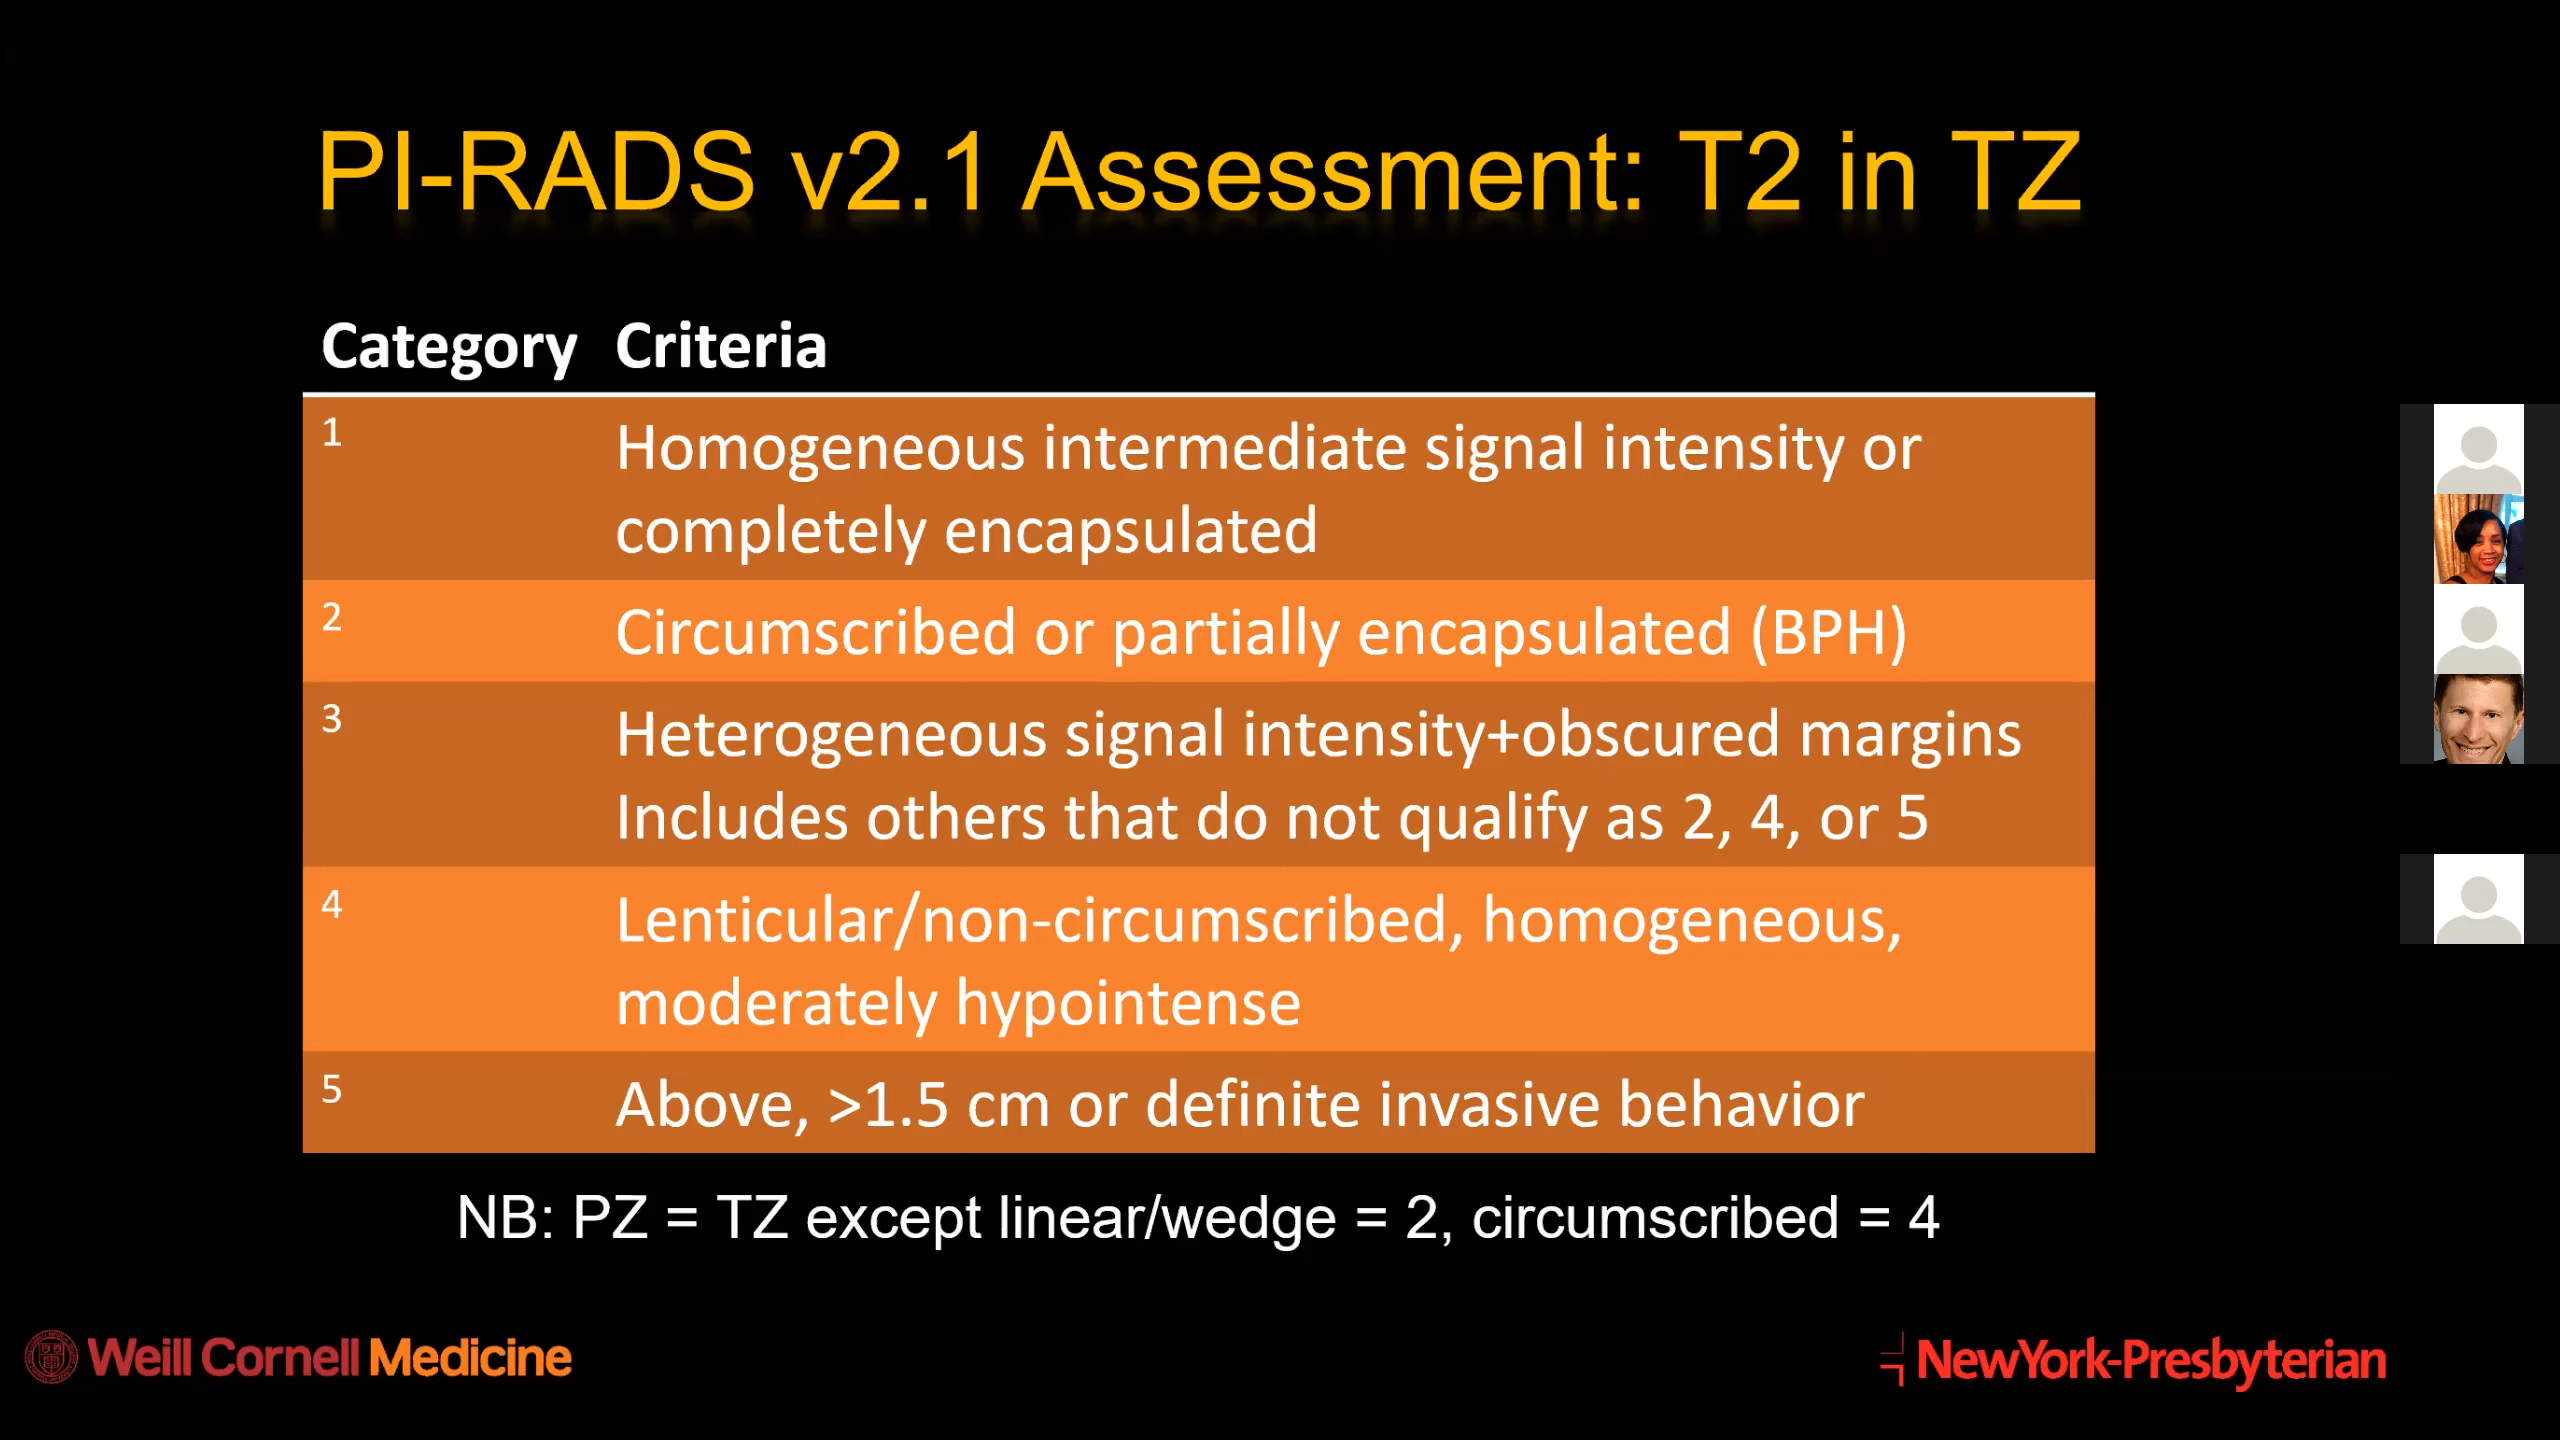 PI-RADS v2.1 Assessment: T2 in TZ
Category Criteria
1 Homogeneous intermediate signal intensity or
completely encapsulated
2 Circumscribed or partially encapsulated (BPH)
3 Heterogeneous signal intensity+obscured margins
Includes others that do not qualify as 2, 4, or 5
4 Lenticular/non-circumscribed, homogeneous,
moderately hypointense
5 Above, >1.5 cm or definite invasive behavior
NB: PZ = TZ except linear/wedge = 2, circumscribed = 4
Weill Cornell Medicine
NewYork-Presbyterian